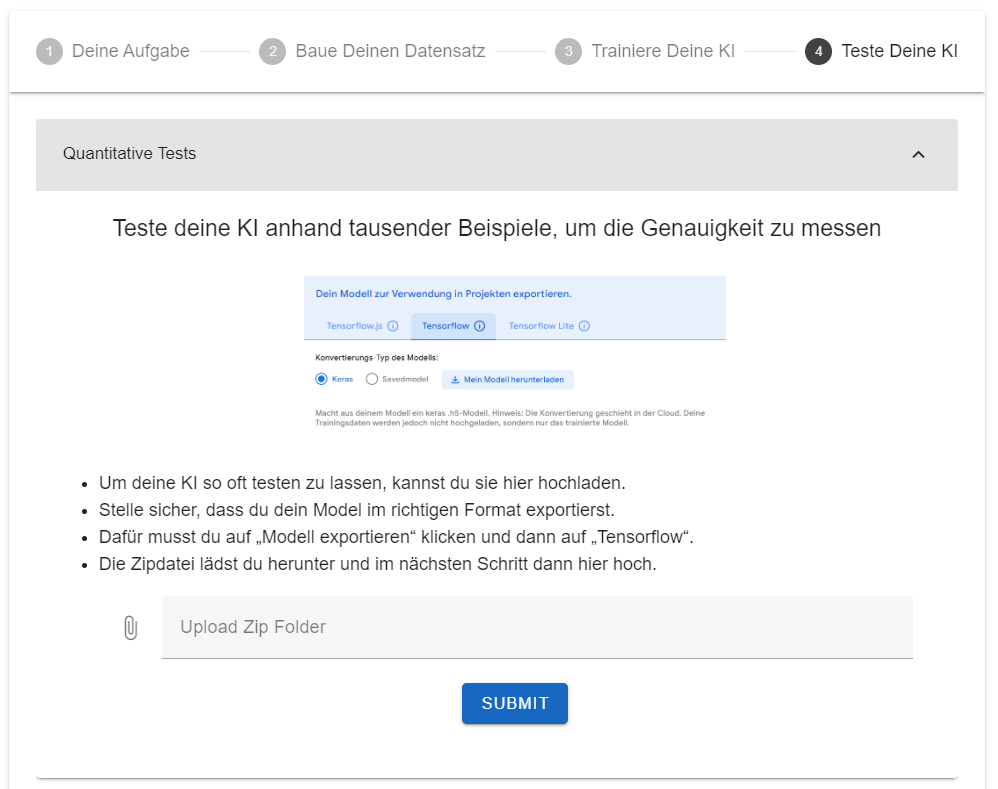 1 Deine Aufgabe 2 Baue Deinen Datensatz 3 Trainiere Deine KI 4 Teste Deine KI
Quantitative Tests
Teste deine KI anhand tausender Beispiele, um die Genauigkeit zu messen
Dein Modell zur Verwendung in Projekten exportieren.
Tensorflow.js Tensorflow Tensorflow Lite
Konvertierungs-Typ des Modells:
Keras Savedmodel Mein Modell herunterladen
Macht aus deinem Modell ein keras .h5-Modell. Hinweis: Die Konvertierung geschieht in der Cloud. Deine
Trainingsdaten werden jedoch nicht hochgeladen, sondern nur das trainierte Modell.
• Um deine KI so oft testen zu lassen, kannst du sie hier hochladen.
• Stelle sicher, dass du dein Model im richtigen Format exportierst.
• Dafür musst du auf „Modell exportieren“ klicken und dann auf „Tensorflow“.
• Die Zipdatei lädst du herunter und im nächsten Schritt dann hier hoch.
Upload Zip Folder
SUBMIT